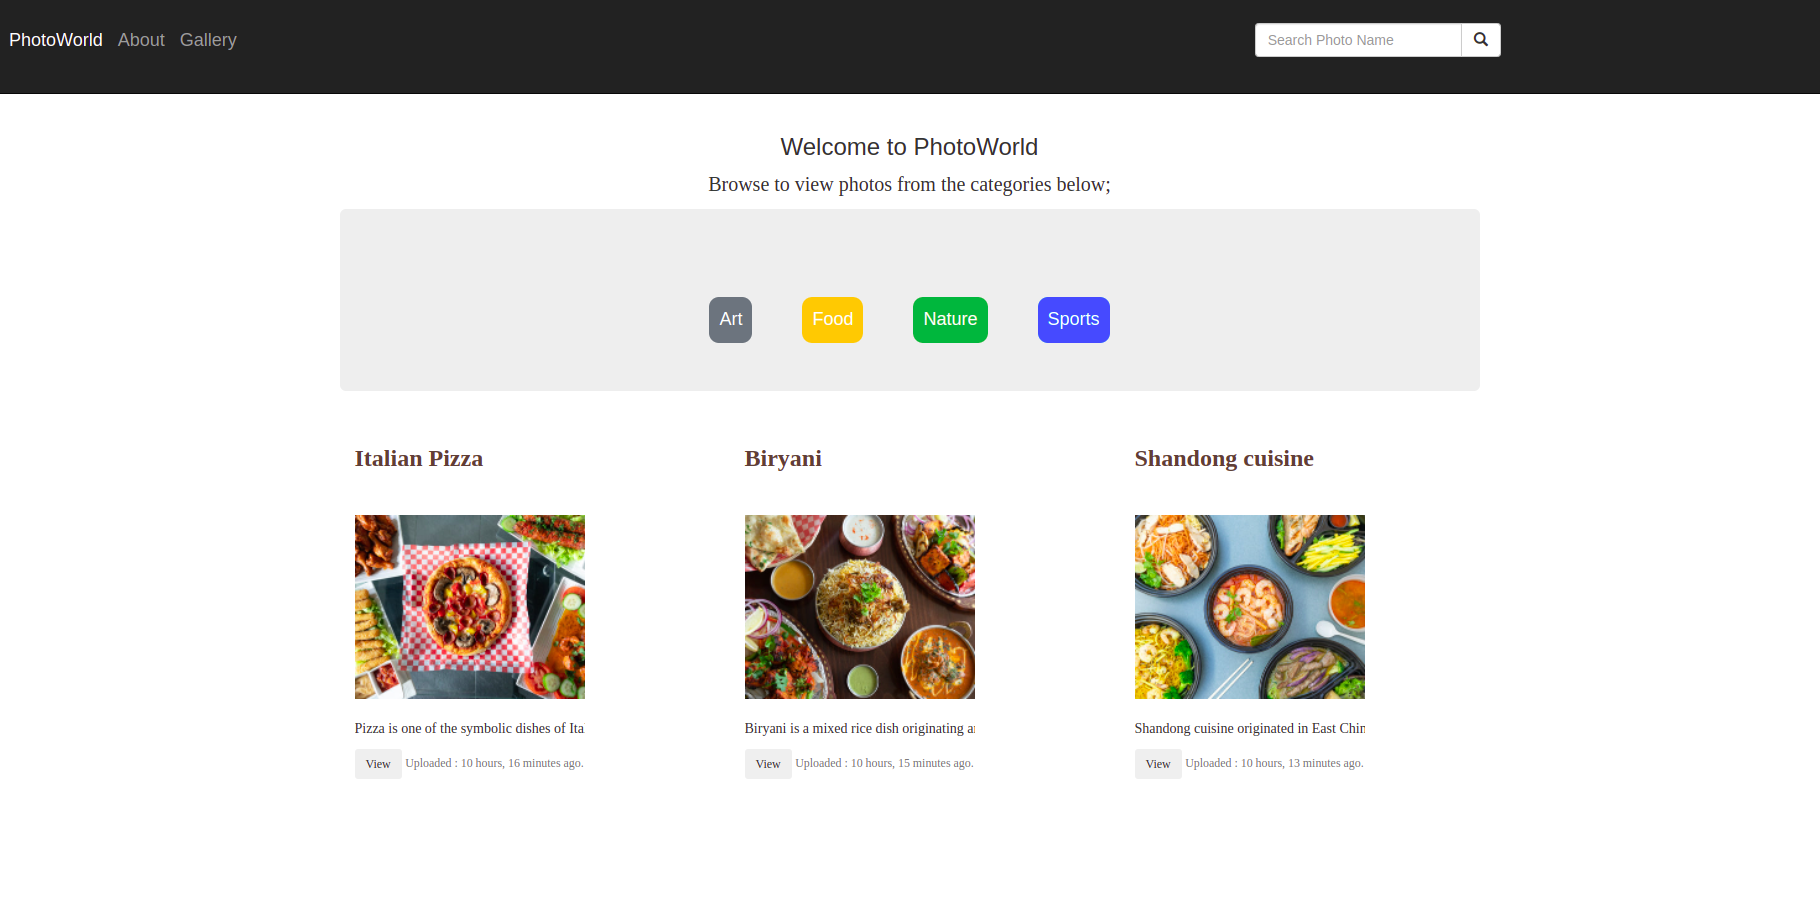 PhotoWorld About Gallery Search Photo Name
Welcome to PhotoWorld
Browse to view photos from the categories below;
Art Food Nature Sports
Italian Pizza
Biryani
Shandong cuisine
Pizza is one of the symbolic dishes of Ita
Biryani is a mixed rice dish originating a
Shandong cuisine originated in East Chin
View Uploaded : 10 hours, 16 minutes ago.
View Uploaded : 10 hours, 15 minutes ago.
View Uploaded : 10 hours, 13 minutes ago.